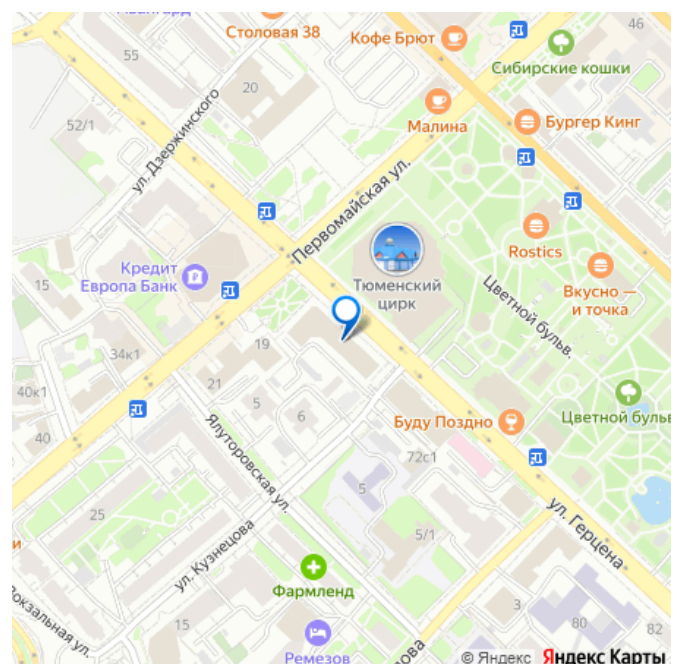 Столовая 38
Кофе Брют
46
Сибирские кошки
55
20
Малина
Бургер Кинг
52/1
ул. Дзержинского
Первомайская ул.
Rostics
Кредит
Европа Банк
Тюменский
цирк
Цветной бульв.
Вкусно —
и точка
15
34к1
19
40к1
21
5
6
Буду Поздно
Цветной буль
40
72с1
Ялуторовская ул.
25
5
5/1
ул. Герцена
и
ул. Кузнецова
Фармленд
3
80
82
15
Ремезов
© Яндекс Яндекс Карты